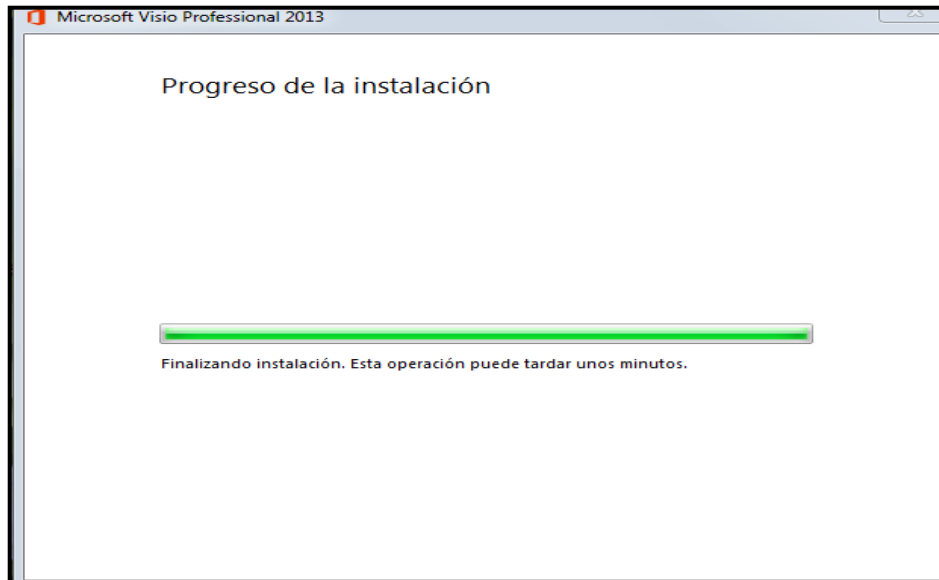 Microsoft Visio Professional 2013
Progreso de la instalación
Finalizando instalación. Esta operación puede tardar unos minutos.